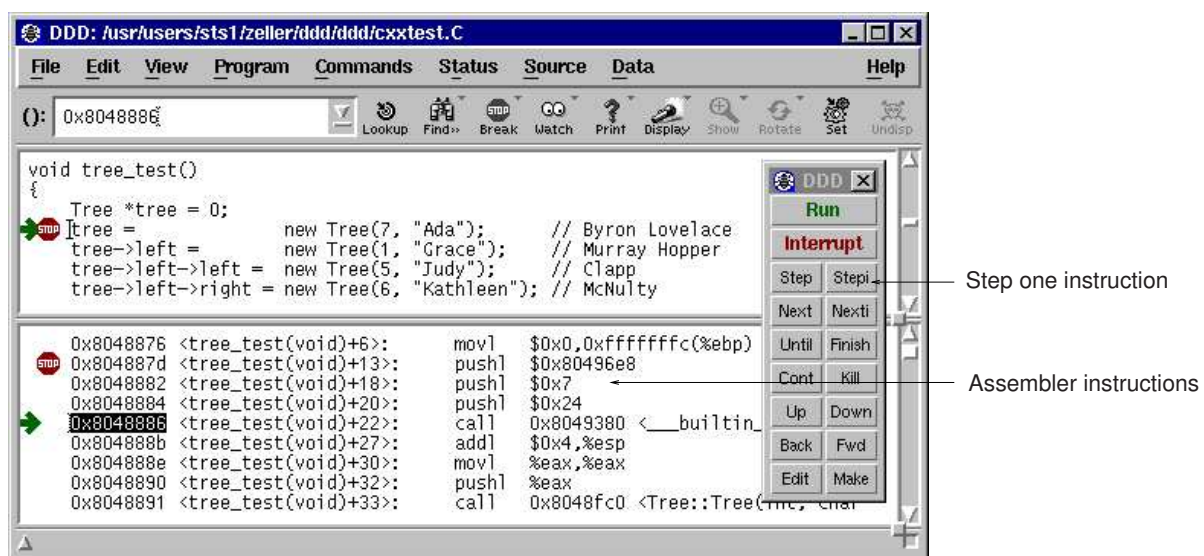 DDD: /usr/users/sts1/zeller/ddd/ddd/cxxtest.C
File Edit View Program Commands Status Source Data Help
(): 0x8048886
Lookup Find» Break Watch Print Display Show Rotate Set Undisp
void tree_test()
{
Tree *tree = 0;
STOP tree = new Tree(7, "Ada"); // Byron Lovelace
tree->left = new Tree(1, "Grace"); // Murray Hopper
tree->left->left = new Tree(5, "Judy"); // Clapp
tree->left->right = new Tree(6, "Kathleen"); // McNulty
DDD
Run
Interrupt
Step Stepi
Next Nexti
Until Finish
Cont Kill
Up Down
Back Fwd
Edit Make
Step one instruction
0x8048876 <tree_test(void)+6>: movl $0x0,0xfffffffc(%ebp)
STOP 0x804887d <tree_test(void)+13>: pushl $0x80496e8
0x8048882 <tree_test(void)+18>: pushl $0x7
0x8048884 <tree_test(void)+20>: pushl $0x24
0x8048886 <tree_test(void)+22>: call 0x8049380 <___builtin_
0x804888b <tree_test(void)+27>: addl $0x4,%esp
0x804888e <tree_test(void)+30>: movl %eax,%eax
0x8048890 <tree_test(void)+32>: pushl %eax
0x8048891 <tree_test(void)+33>: call 0x8048fc0 <Tree::Tree(int, char
Assembler instructions